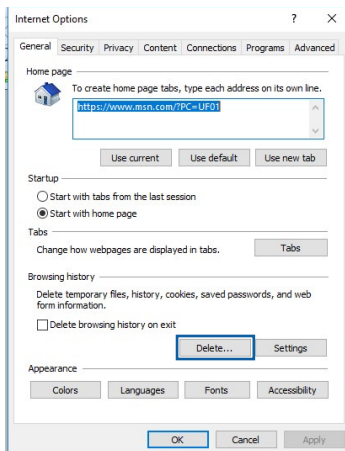 Internet Options ? X
General Security Privacy Content Connections Programs Advanced
Home page
To create home page tabs, type each address on its own line.
https://www.msn.com/?PC=UF01
Use current Use default Use new tab
Startup
Start with tabs from the last session
Start with home page
Tabs
Change how webpages are displayed in tabs. Tabs
Browsing history
Delete temporary files, history, cookies, saved passwords, and web
form information.
Delete browsing history on exit
Delete... Settings
Appearance
Colors Languages Fonts Accessibility
OK Cancel Apply